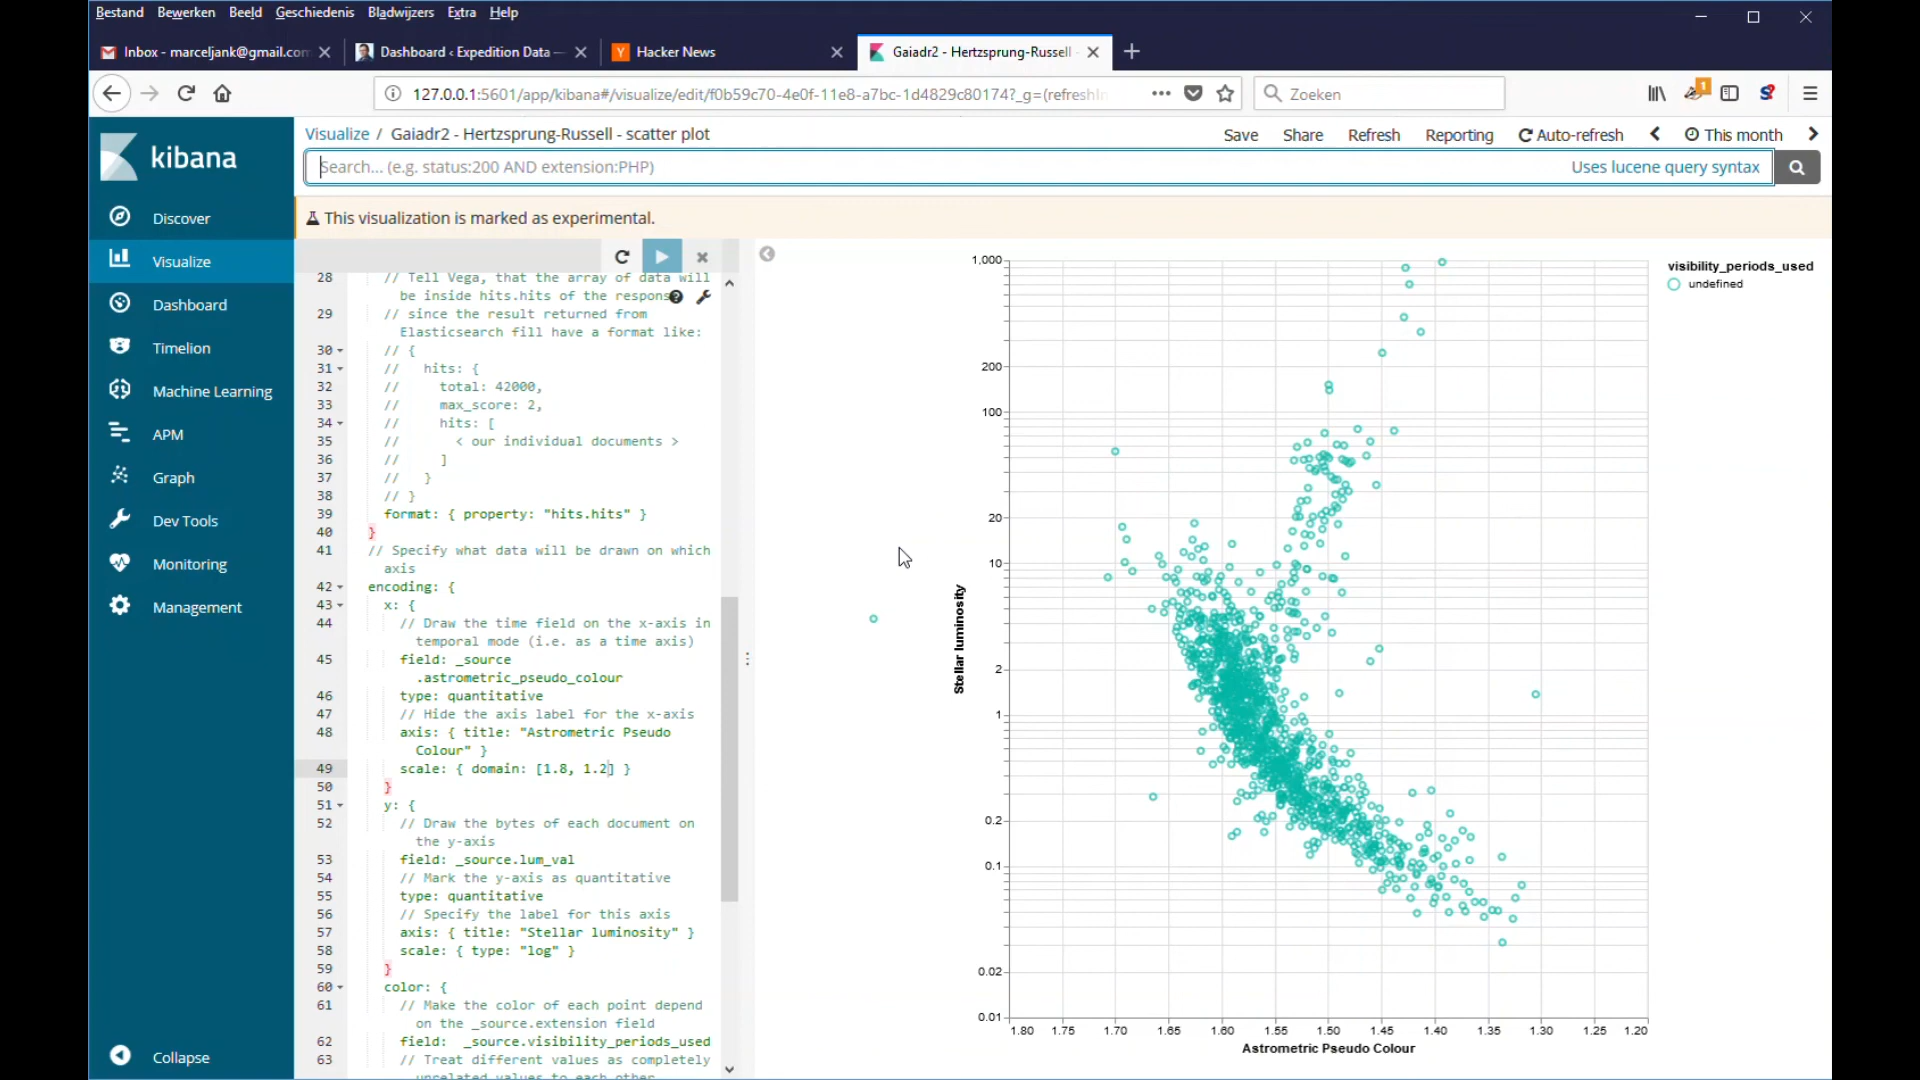 Bestand Bewerken Beeld Geschiedenis Bladwijzers Extra Help
Inbox - marceljank@gmail.com
Dashboard ‹ Expedition Data —
Hacker News
Gaiadr2 - Hertzsprung-Russell -
127.0.0.1:5601/app/kibana#/visualize/edit/f0b59c70-4e0f-11e8-a7bc-1d4829c80174?_g=(refreshIn
Zoeken
1
kibana
Visualize / Gaiadr2 - Hertzsprung-Russell - scatter plot
Save Share Refresh Reporting Auto-refresh This month
Search... (e.g. status:200 AND extension:PHP)
Uses lucene query syntax
This visualization is marked as experimental.
Discover
Visualize
Dashboard
Timelion
Machine Learning
APM
Graph
Dev Tools
Monitoring
Management
Collapse
28 // Tell Vega, that the array of data will
be inside hits.hits of the respons
29 // since the result returned from
Elasticsearch fill have a format like:
30 // {
31 // hits: {
32 // total: 42000,
33 // max_score: 2,
34 // hits: [
35 // < our individual documents >
36 // ]
37 // }
38 // }
39 format: { property: "hits.hits" }
40 }
41 // Specify what data will be drawn on which
axis
42 encoding: {
43 x: {
44 // Draw the time field on the x-axis in
temporal mode (i.e. as a time axis)
45 field: _source
.astrometric_pseudo_colour
46 type: quantitative
47 // Hide the axis label for the x-axis
48 axis: { title: "Astrometric Pseudo
Colour" }
49 scale: { domain: [1.8, 1.2] }
50 }
51 y: {
52 // Draw the bytes of each document on
the y-axis
53 field: _source.lum_val
54 // Mark the y-axis as quantitative
55 type: quantitative
56 // Specify the label for this axis
57 axis: { title: "Stellar luminosity" }
58 scale: { type: "log" }
59 }
60 color: {
61 // Make the color of each point depend
on the _source.extension field
62 field: _source.visibility_periods_used
63 // Treat different values as completely
unrelated values to each other
1,000
200
100
20
10
2
1
0.2
0.1
0.02
0.01
Stellar luminosity
1.80 1.75 1.70 1.65 1.60 1.55 1.50 1.45 1.40 1.35 1.30 1.25 1.20
Astrometric Pseudo Colour
visibility_periods_used
undefined